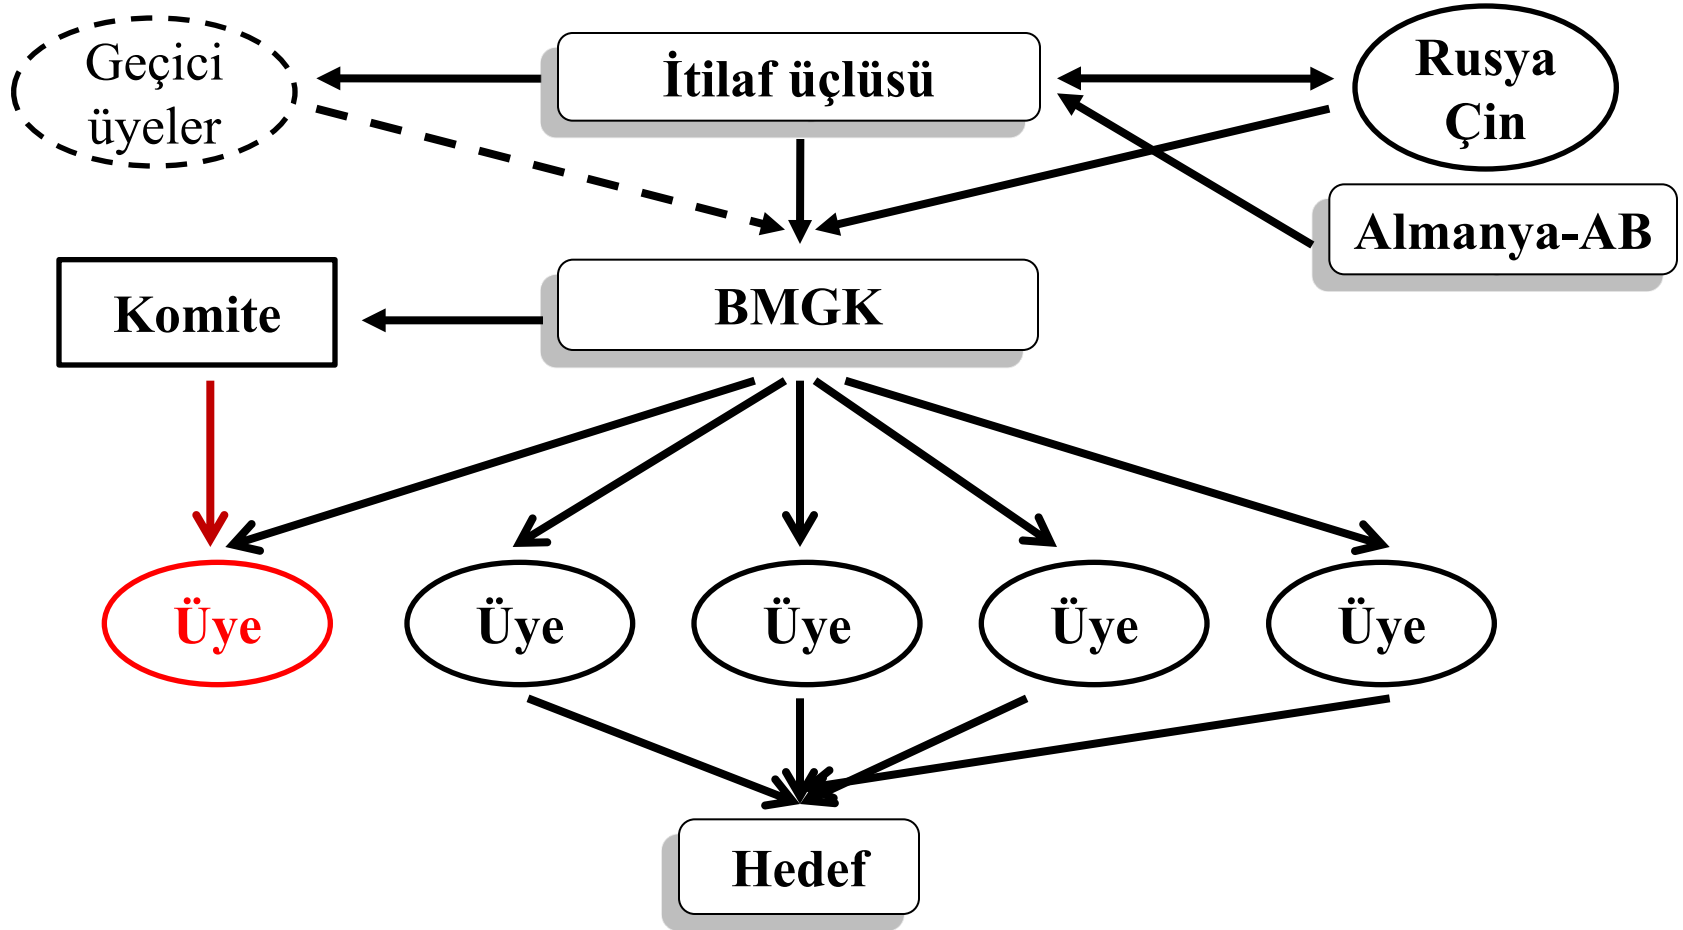 Geçici
üyeler
İtilaf üçlüsü
Rusya
Çin
Almanya-AB
Komite
BMGK
Üye
Üye
Üye
Üye
Üye
Hedef